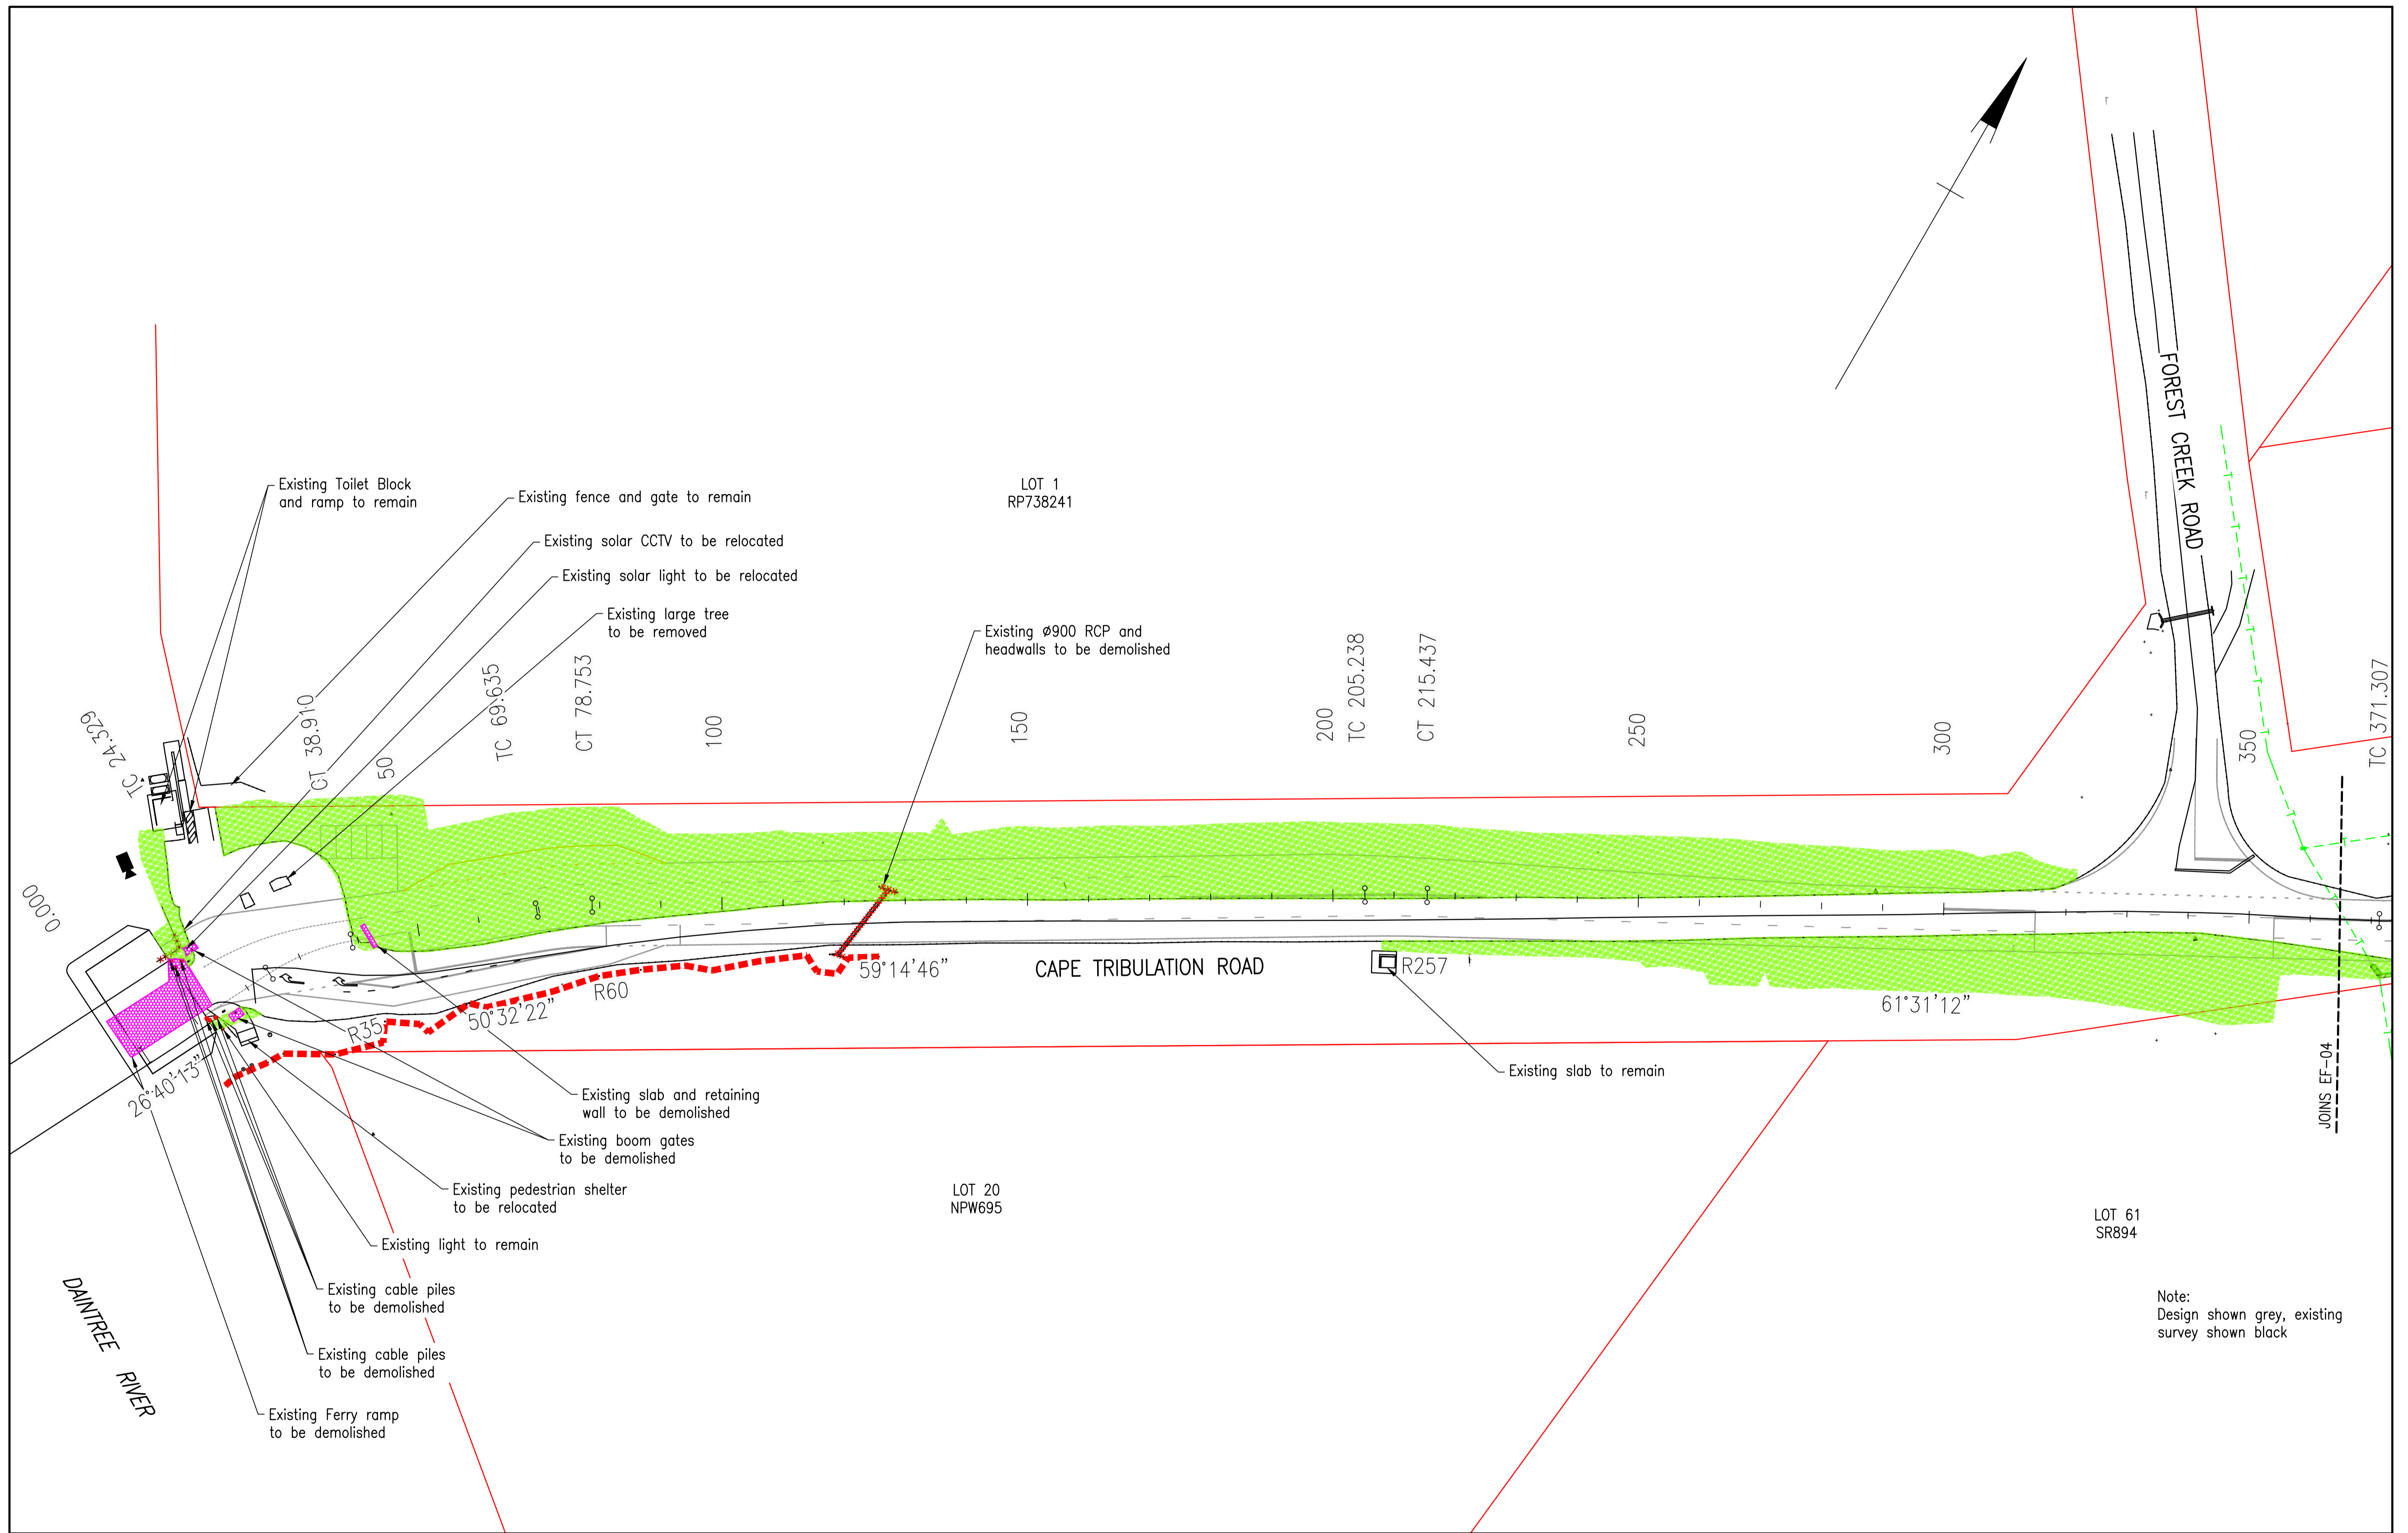 FOREST CREEK ROAD
Existing Toilet Block
and ramp to remain
Existing fence and gate to remain
Existing solar CCTV to be relocated
Existing solar light to be relocated
Existing large tree
to be removed
LOT 1
RP738241
Existing Ø900 RCP and
headwalls to be demolished
0.000
TC 24.329
CT 38.910
50
TC 69.635
CT 78.753
100
150
200
TC 205.238
CT 215.437
250
300
350
TC 371.307
26°40'13"
R35
50°32'22"
R60
59°14'46"
CAPE TRIBULATION ROAD
R257
61°31'12"
JOINS EF-04
Existing slab to remain
Existing slab and retaining
wall to be demolished
Existing boom gates
to be demolished
Existing pedestrian shelter
to be relocated
Existing light to remain
Existing cable piles
to be demolished
Existing cable piles
to be demolished
Existing Ferry ramp
to be demolished
DAINTREE RIVER
LOT 20
NPW695
LOT 61
SR894
Note:
Design shown grey, existing
survey shown black